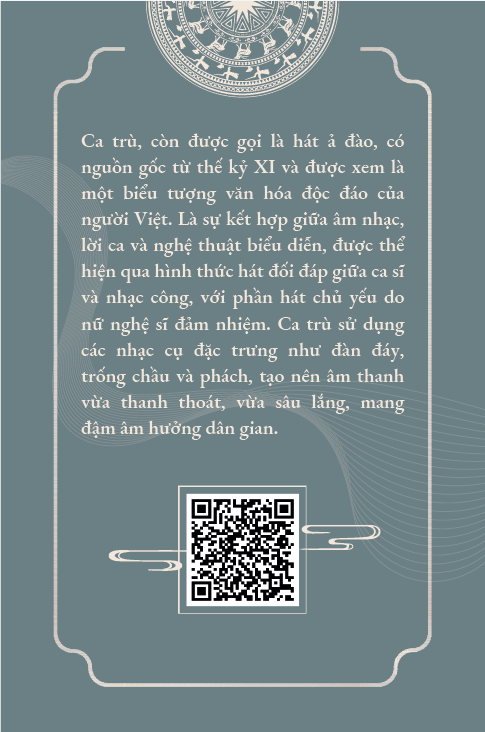 Ca trù, còn được gọi là hát ả đào, có
nguồn gốc từ thế kỷ XI và được xem là
một biểu tượng văn hóa độc đáo của
người Việt. Là sự kết hợp giữa âm nhạc,
lời ca và nghệ thuật biểu diễn, được thể
hiện qua hình thức hát đối đáp giữa ca sĩ
và nhạc công, với phần hát chủ yếu do
nữ nghệ sĩ đảm nhiệm. Ca trù sử dụng
các nhạc cụ đặc trưng như đàn đáy,
trống chầu và phách, tạo nên âm thanh
vừa thanh thoát, vừa sâu lắng, mang
đậm âm hưởng dân gian.